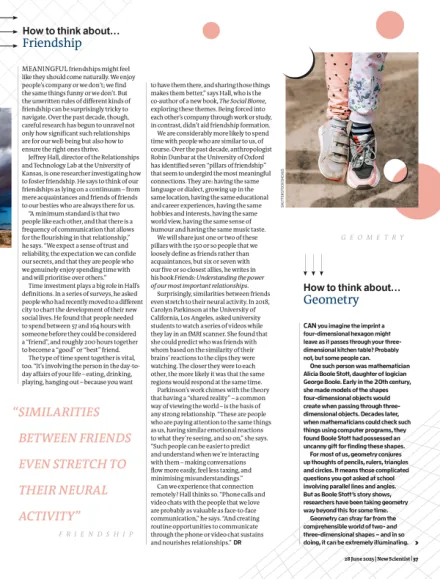 How to think about…
Friendship
MEANINGFUL friendships might feel
like they should come naturally. We enjoy
people's company or we don't; we find
the same things funny or we don't. But
the unwritten rules of different kinds of
friendship can be surprisingly tricky to
navigate. Over the past decade, though,
careful research has begun to unravel not
only how significant such relationships
are for our well-being but also how to
ensure the right ones thrive.
Jeffrey Hall, director of the Relationships
and Technology Lab at the University of
Kansas, is one researcher investigating how
to foster friendship. He says to think of our
friendships as lying on a continuum – from
mere acquaintances and friends of friends
to our besties who are always there for us.
"A minimum standard is that two
people like each other, and that there is a
frequency of communication that allows
for the flourishing in that relationship,"
he says. "We expect a sense of trust and
reliability, the expectation we can confide
our secrets, and that they are people who
we genuinely enjoy spending time with
and will prioritise over others."
Time investment plays a big role in Hall's
definitions. In a series of surveys, he asked
people who had recently moved to a different
city to chart the development of their new
social lives. He found that people needed
to spend between 57 and 164 hours with
someone before they could be considered
a "friend", and roughly 200 hours together
to become a "good" or "best" friend.
The type of time spent together is vital,
too. "It's involving the person in the day-to-
day affairs of your life – eating, drinking,
playing, hanging out – because you want
"SIMILARITIES
BETWEEN FRIENDS
EVEN STRETCH TO
THEIR NEURAL
ACTIVITY"
FRIENDSHIP
to have them there, and sharing those things
makes them better," says Hall, who is the
co-author of a new book, The Social Biome,
exploring these themes. Being forced into
each other's company through work or study,
in contrast, didn't aid friendship formation.
We are considerably more likely to spend
time with people who are similar to us, of
course. Over the past decade, anthropologist
Robin Dunbar at the University of Oxford
has identified seven "pillars of friendship"
that seem to undergird the most meaningful
connections. They are: having the same
language or dialect, growing up in the
same location, having the same educational
and career experiences, having the same
hobbies and interests, having the same
world view, having the same sense of
humour and having the same music taste.
We will share just one or two of these
pillars with the 150 or so people that we
loosely define as friends rather than
acquaintances, but six or seven with
our five or so closest allies, he writes in
his book Friends: Understanding the power
of our most important relationships.
Surprisingly, similarities between friends
even stretch to their neural activity. In 2018,
Carolyn Parkinson at the University of
California, Los Angeles, asked university
students to watch a series of videos while
they lay in an fMRI scanner. She found that
she could predict who was friends with
whom based on the similarity of their
brains' reactions to the clips they were
watching. The closer they were to each
other, the more likely it was that the same
regions would respond at the same time.
Parkinson's work chimes with the theory
that having a "shared reality" – a common
way of viewing the world – is the basis of
any strong relationship. "These are people
who are paying attention to the same things
as us, having similar emotional reactions
to what they're seeing, and so on," she says.
"Such people can be easier to predict
and understand when we're interacting
with them – making conversations
flow more easily, feel less taxing, and
minimising misunderstandings."
Can we experience that connection
remotely? Hall thinks so. "Phone calls and
video chats with the people that we love
are probably as valuable as face-to-face
communication," he says. "And creating
routine opportunities to communicate
through the phone or video chat sustains
and nourishes relationships." DR
GEOMETRY
How to think about…
Geometry
CAN you imagine the imprint a
four-dimensional hexagon might
leave as it passes through your three-
dimensional kitchen table? Probably
not, but some people can.
One such person was mathematician
Alicia Boole Stott, daughter of logician
George Boole. Early in the 20th century,
she made models of the shapes
four-dimensional objects would
create when passing through three-
dimensional objects. Decades later,
when mathematicians could check such
things using computer programs, they
found Boole Stott had possessed an
uncanny gift for finding these shapes.
For most of us, geometry conjures
up thoughts of pencils, rulers, triangles
and circles. It means those complicated
questions you got asked at school
involving parallel lines and angles.
But as Boole Stott's story shows,
researchers have been taking geometry
way beyond this for some time.
Geometry can stray far from the
comprehensible world of two- and
three-dimensional shapes – and in so
doing, it can be extremely illuminating.
28 June 2025 | New Scientist | 37